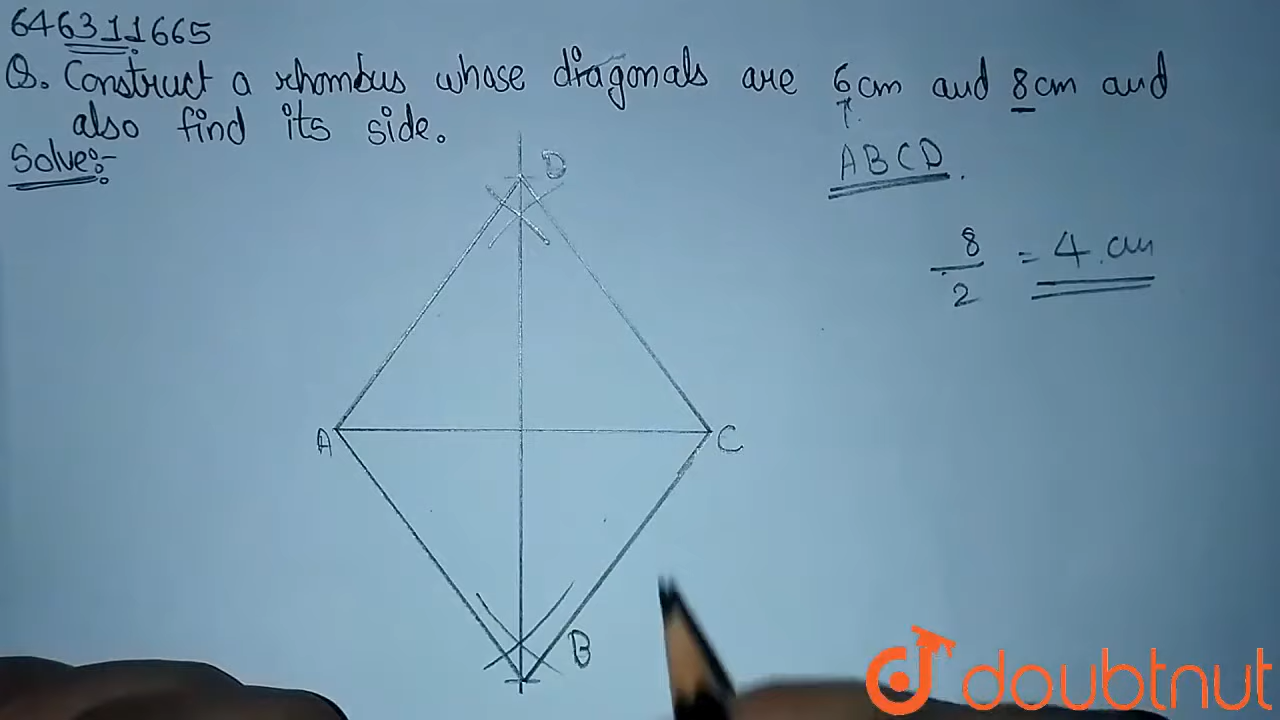 646311665
Q. Construct a rhombus whose diagonals are 6cm and 8cm and
also find its side.
Solve:-
ABCD.
8
2
= 4.cm
D
A
C
B
doubtnut